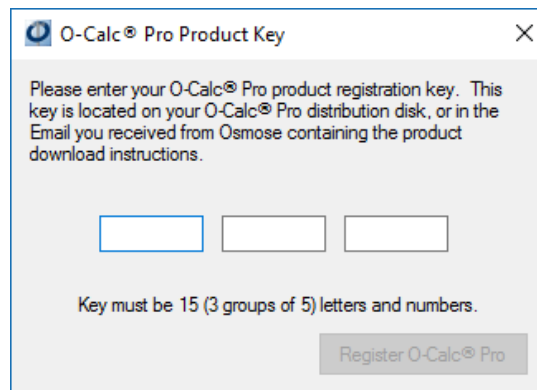 O-Calc® Pro Product Key
Please enter your O-Calc® Pro product registration key. This
key is located on your O-Calc® Pro distribution disk, or in the
Email you received from Osmose containing the product
download instructions.
Key must be 15 (3 groups of 5) letters and numbers.
Register O-Calc® Pro